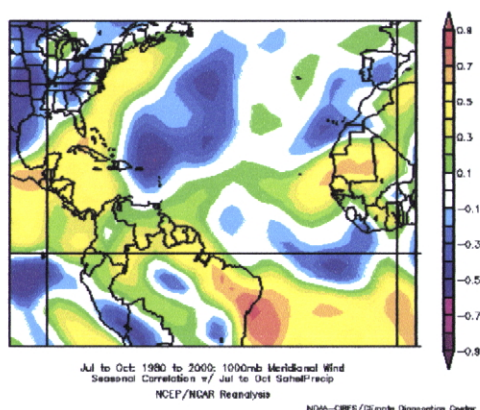 0.9
0.7
0.5
0.3
0.1
-0.1
-0.3
-0.5
-0.7
-0.9
Jul to Oct: 1980 to 2000: 1000mb Meridional Wind
Seasonal Correlation w/ Jul to Oct SahelPrecip
NCEP/NCAR Reanalysis
NOAA-CIRES/Climate Diagnostics Center